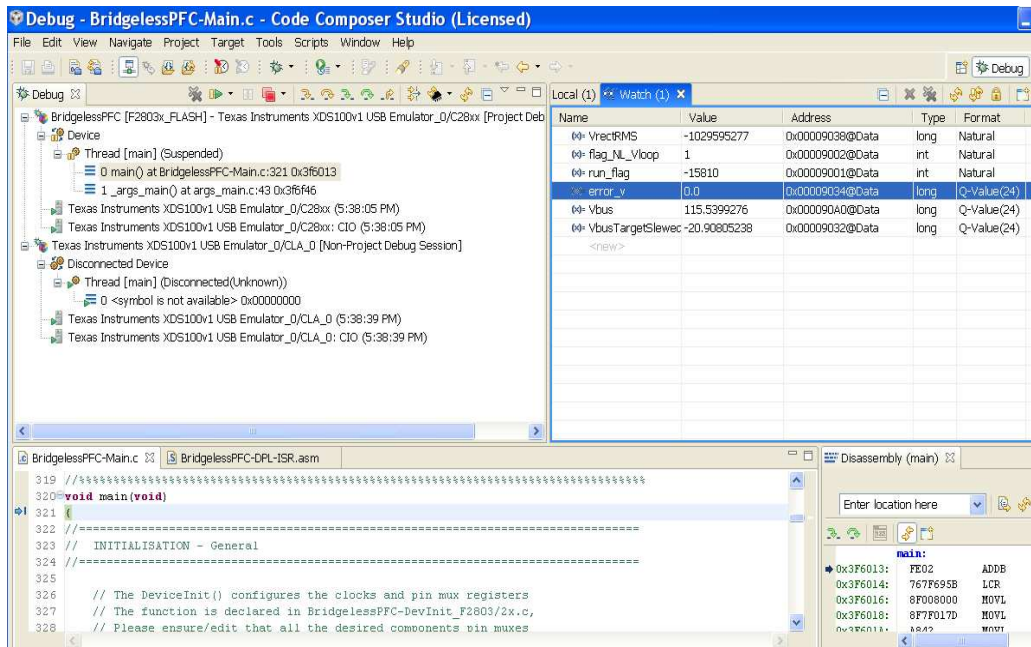 Debug - BridgelessPFC-Main.c - Code Composer Studio (Licensed)
File Edit View Navigate Project Target Tools Scripts Window Help
Debug
Debug
BridgelessPFC [F2803x_FLASH] - Texas Instruments XDS100v1 USB Emulator_0/C28xx [Project Deb
Device
Thread [main] (Suspended)
0 main() at BridgelessPFC-Main.c:321 0x3f6013
1 _args_main() at args_main.c:43 0x3f6f46
Texas Instruments XDS100v1 USB Emulator_0/C28xx (5:38:05 PM)
Texas Instruments XDS100v1 USB Emulator_0/C28xx: CIO (5:38:05 PM)
Texas Instruments XDS100v1 USB Emulator_0/CLA_0 [Non-Project Debug Session]
Disconnected Device
Thread [main] (Disconnected(Unknown))
0 <symbol is not available> 0x00000000
Texas Instruments XDS100v1 USB Emulator_0/CLA_0 (5:38:39 PM)
Texas Instruments XDS100v1 USB Emulator_0/CLA_0: CIO (5:38:39 PM)
Local (1) Watch (1)
Name Value Address Type Format
VrectRMS -1029595277 0x00009038@Data long Natural
flag_NL_Vloop 1 0x00009002@Data int Natural
run_flag -15810 0x00009001@Data int Natural
error_v 0.0 0x00009034@Data long Q-Value(24)
Vbus 115.5399276 0x000090A0@Data long Q-Value(24)
VbusTargetSlewed -20.90805238 0x00009032@Data long Q-Value(24)
<new>
BridgelessPFC-Main.c BridgelessPFC-DPL-ISR.asm
319 //%%%%%%%%%%%%%%%%%%%%%%%%%%%%%%%%%%%%%%%%%%%%%%%%%%%%%%%%%%%%%%%%%%%%%%%%%%%%%%%%%%
320 void main(void)
321 {
322 //=================================================================================
323 // INITIALISATION - General
324 //=================================================================================
325
326 // The DeviceInit() configures the clocks and pin mux registers
327 // The function is declared in BridgelessPFC-DevInit_F2803/2x.c,
328 // Please ensure/edit that all the desired components pin muxes
Disassembly (main)
Enter location here
main:
0x3F6013: FE02 ADDB
0x3F6014: 767F695B LCR
0x3F6016: 8F008000 MOVL
0x3F6018: 8F7F017D MOVL
0x3F601A: A842 MOVL